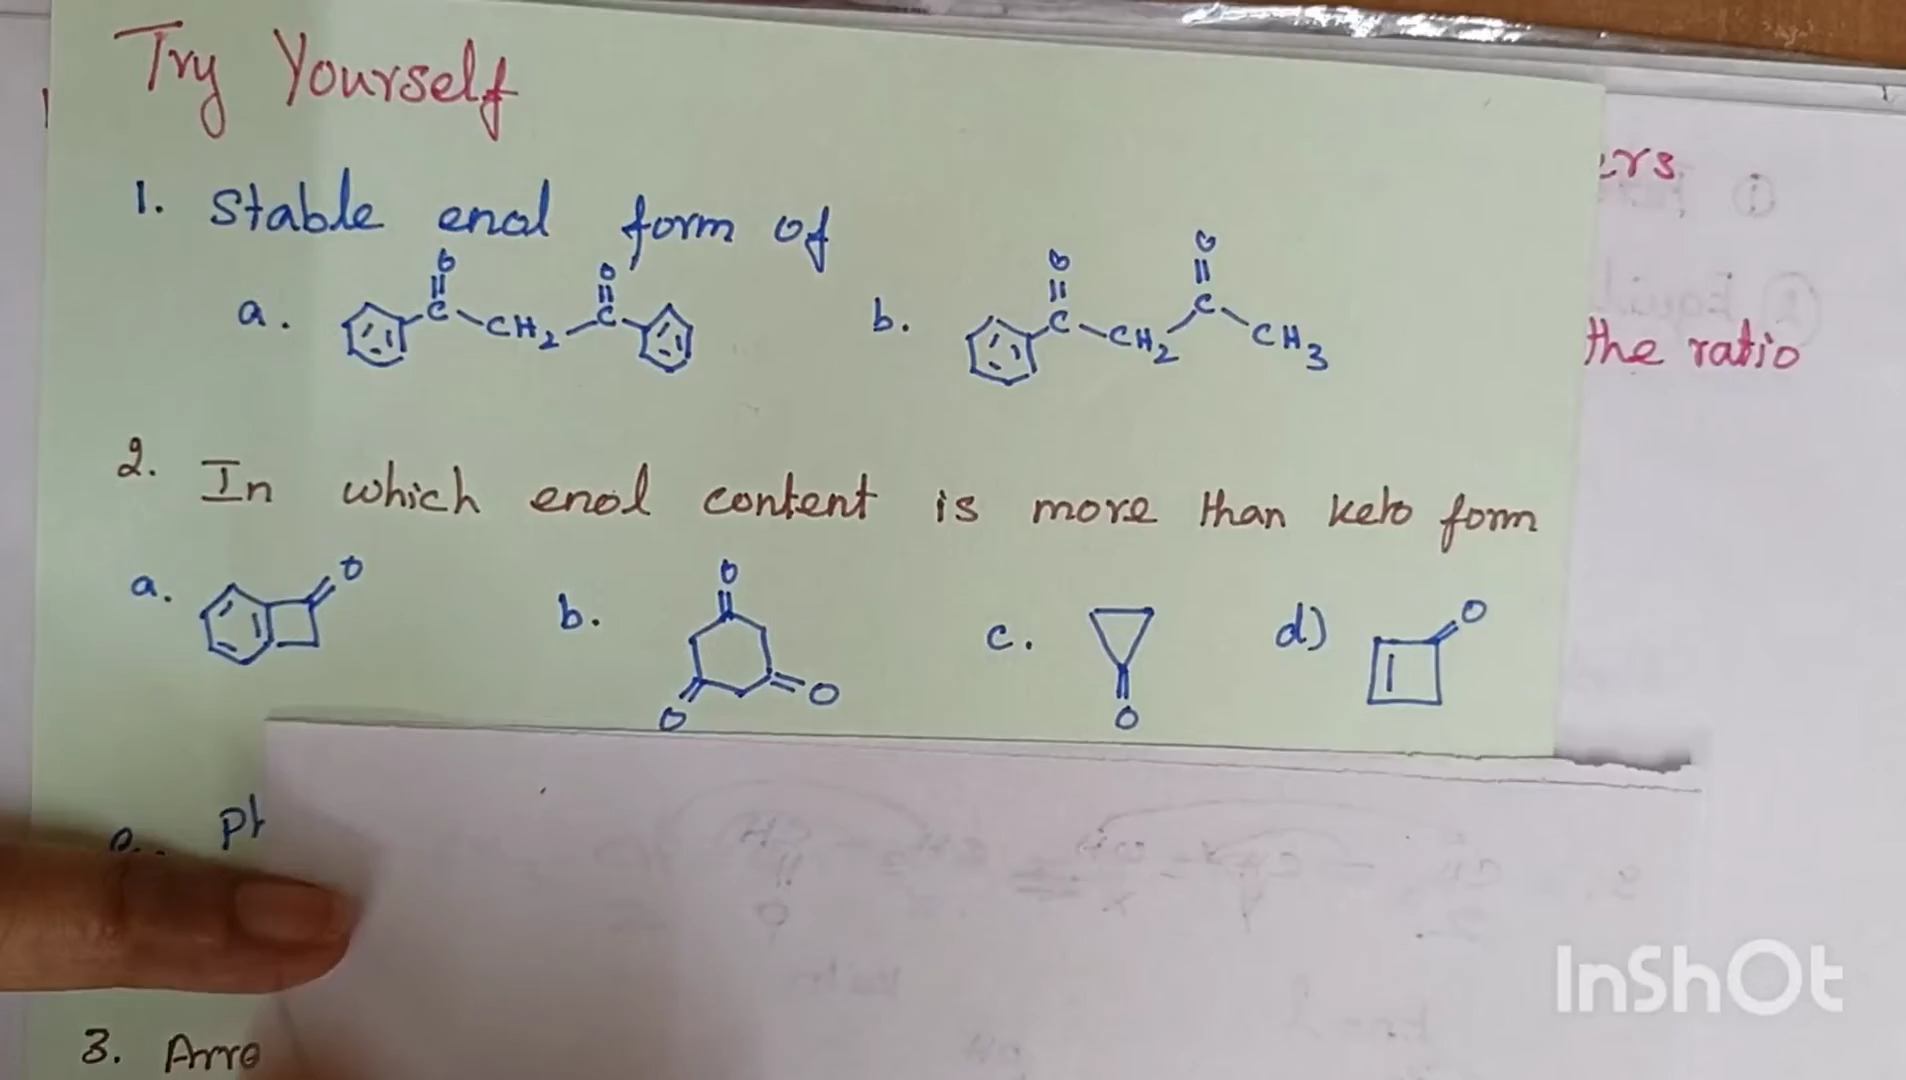 Try Yourself
ers
1. Stable enol form of
a. O C CH2 O C
b. O C CH2 O C CH3
the ratio
2. In which enol content is more than keto form
a. O
b. O O O
c. O
d) O
e. Ph
3. Arra
InShOt